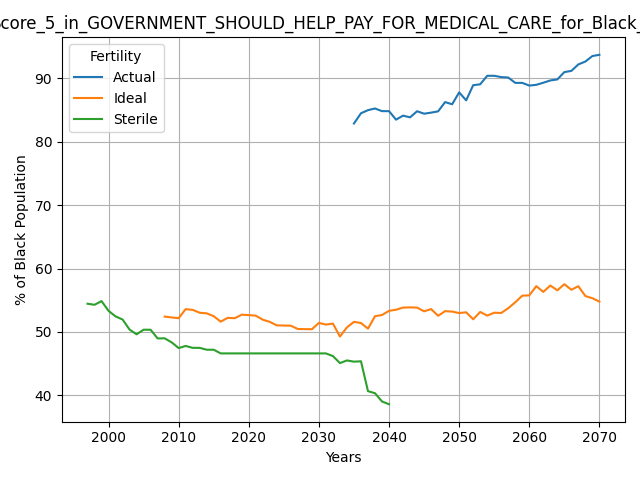 core_5_in_GOVERNMENT_SHOULD_HELP_PAY_FOR_MEDICAL_CARE_for_Black_
Fertility
Actual
Ideal
Sterile
% of Black Population
90
80
70
60
50
40
2000
2010
2020
2030
2040
2050
2060
2070
Years